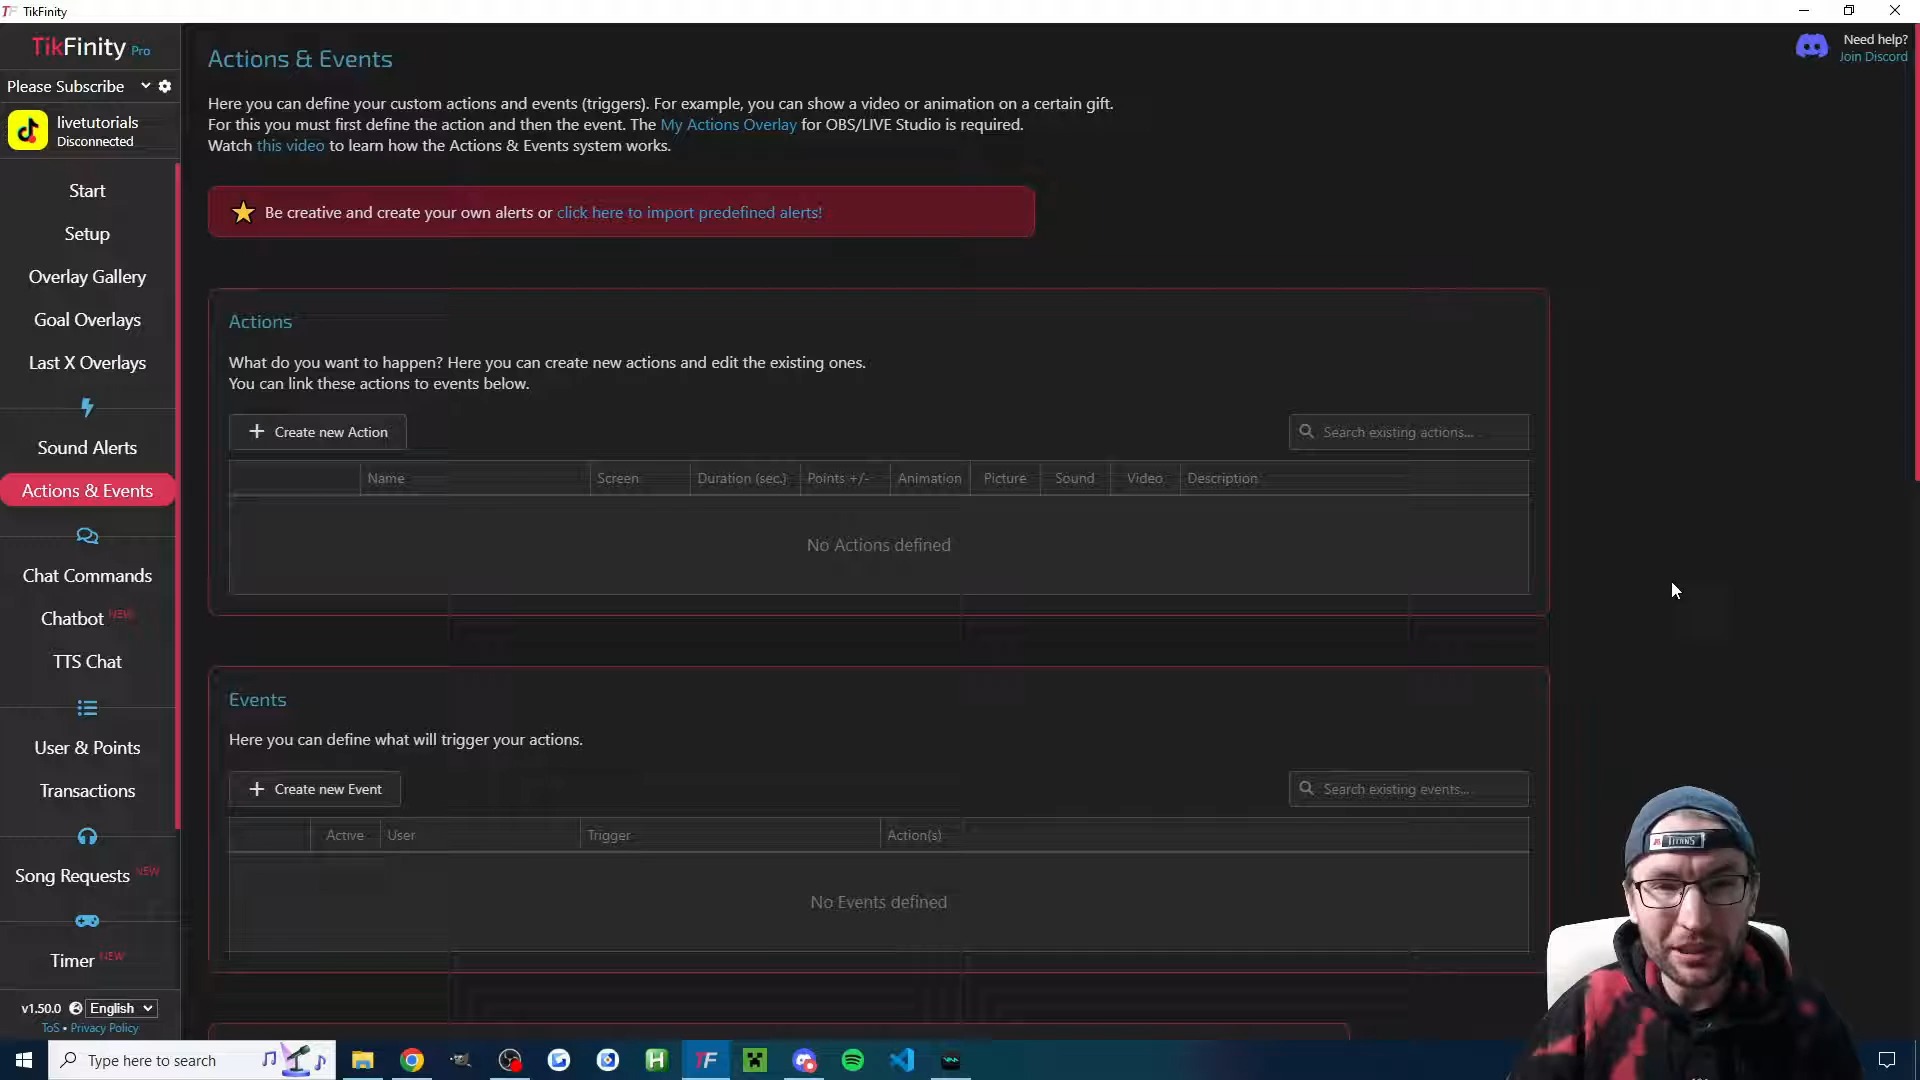 TF TikFinity
TikFinity Pro
Please Subscribe
livetutorials
Disconnected
Start
Setup
Overlay Gallery
Goal Overlays
Last X Overlays
Sound Alerts
Actions & Events
Chat Commands
Chatbot NEW
TTS Chat
User & Points
Transactions
Song Requests NEW
Timer NEW
v1.50.0 English
ToS • Privacy Policy
Actions & Events
Need help?
Join Discord
Here you can define your custom actions and events (triggers). For example, you can show a video or animation on a certain gift.
For this you must first define the action and then the event. The My Actions Overlay for OBS/LIVE Studio is required.
Watch this video to learn how the Actions & Events system works.
Be creative and create your own alerts or click here to import predefined alerts!
Actions
What do you want to happen? Here you can create new actions and edit the existing ones.
You can link these actions to events below.
+ Create new Action
Search existing actions...
Name Screen Duration (sec.) Points +/- Animation Picture Sound Video Description
No Actions defined
Events
Here you can define what will trigger your actions.
+ Create new Event
Search existing events...
Active User Trigger Action(s)
No Events defined
TITANS
Type here to search
H
TF